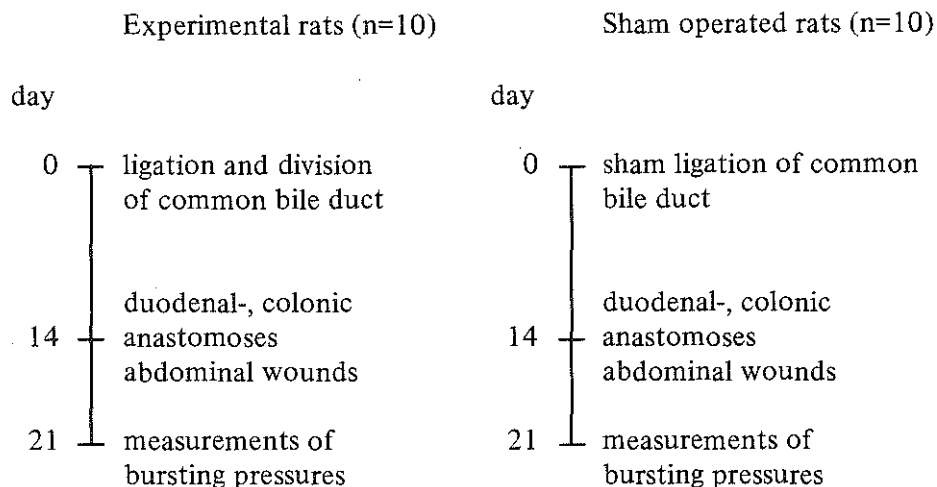 Experimental rats (n=10)
day
0 ligation and division
of common bile duct
duodenal-, colonic
14 anastomoses
abdominal wounds
21 measurements of
bursting pressures
Sham operated rats (n=10)
day
0 sham ligation of common
bile duct
duodenal-, colonic
14 anastomoses
abdominal wounds
21 measurements of
bursting pressures